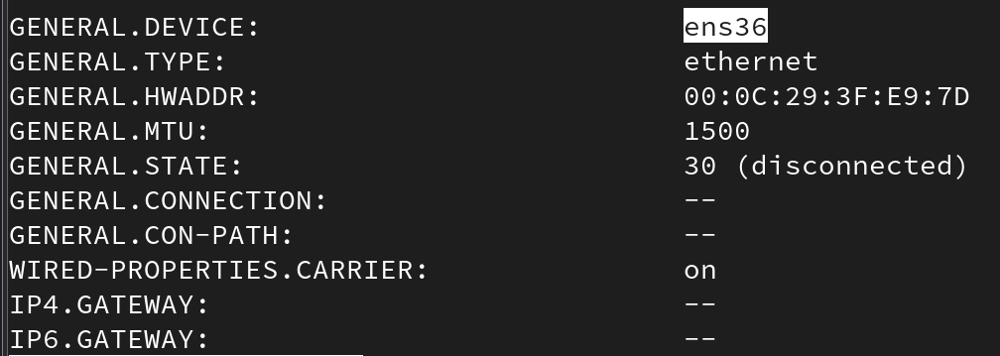 GENERAL.DEVICE: ens36
GENERAL.TYPE: ethernet
GENERAL.HWADDR: 00:0C:29:3F:E9:7D
GENERAL.MTU: 1500
GENERAL.STATE: 30 (disconnected)
GENERAL.CONNECTION: --
GENERAL.CON-PATH: --
WIRED-PROPERTIES.CARRIER: on
IP4.GATEWAY: --
IP6.GATEWAY: --